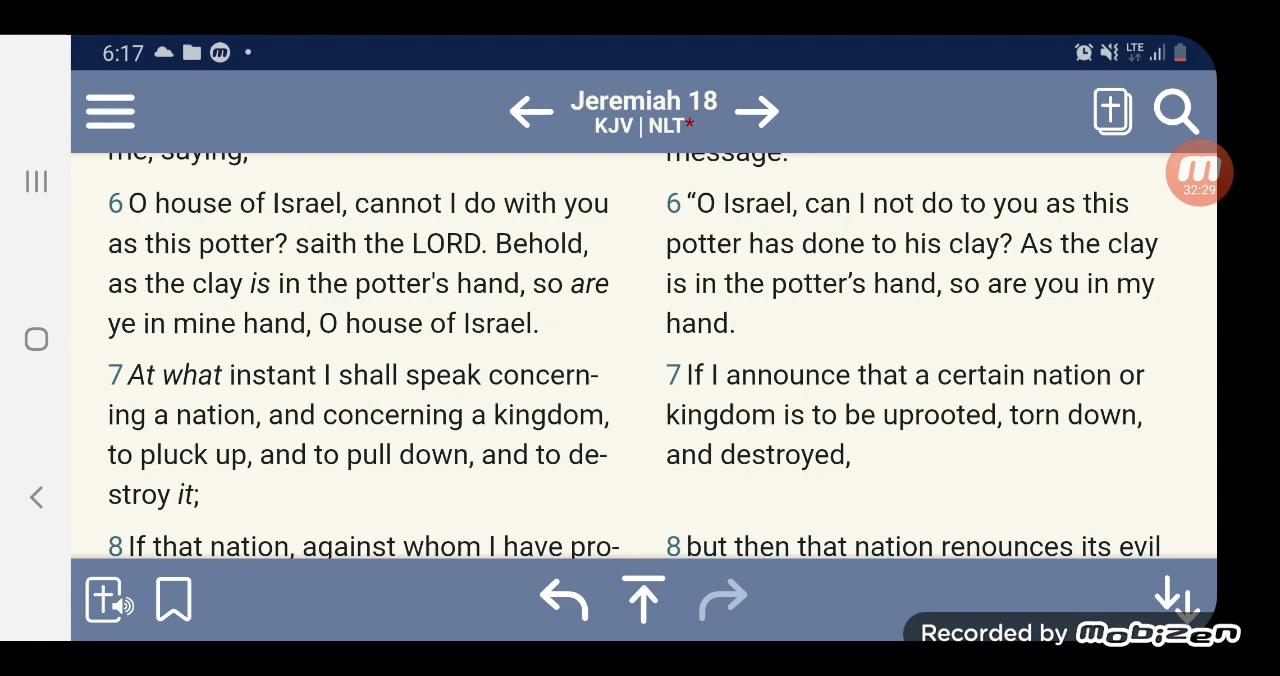 6:17
LTE
Jeremiah 18
KJV | NLT*
32:29
me, saying,
6 O house of Israel, cannot I do with you
as this potter? saith the LORD. Behold,
as the clay is in the potter's hand, so are
ye in mine hand, O house of Israel.
7 At what instant I shall speak concern-
ing a nation, and concerning a kingdom,
to pluck up, and to pull down, and to de-
stroy it;
8 If that nation, against whom I have pro-
message.
6 “O Israel, can I not do to you as this
potter has done to his clay? As the clay
is in the potter’s hand, so are you in my
hand.
7 If I announce that a certain nation or
kingdom is to be uprooted, torn down,
and destroyed,
8 but then that nation renounces its evil
Recorded by Mobizen